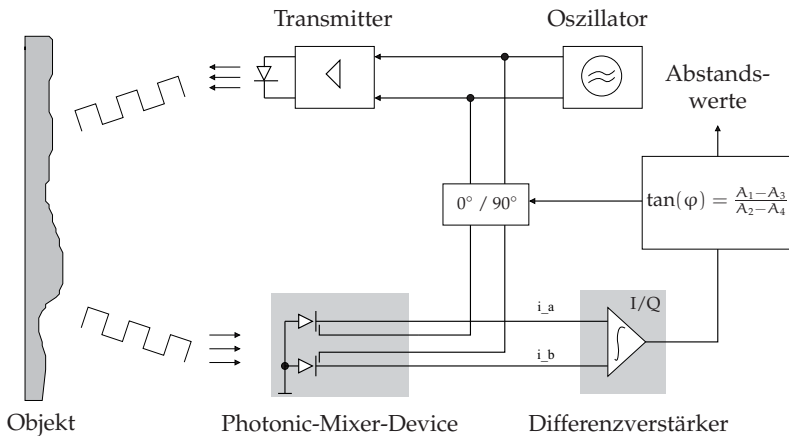 Transmitter
Oszillator
Abstands-
werte
0° / 90°
tan(φ) = A₁−A₃ / A₂−A₄
i_a
I/Q
i_b
Objekt
Photonic-Mixer-Device
Differenzverstärker